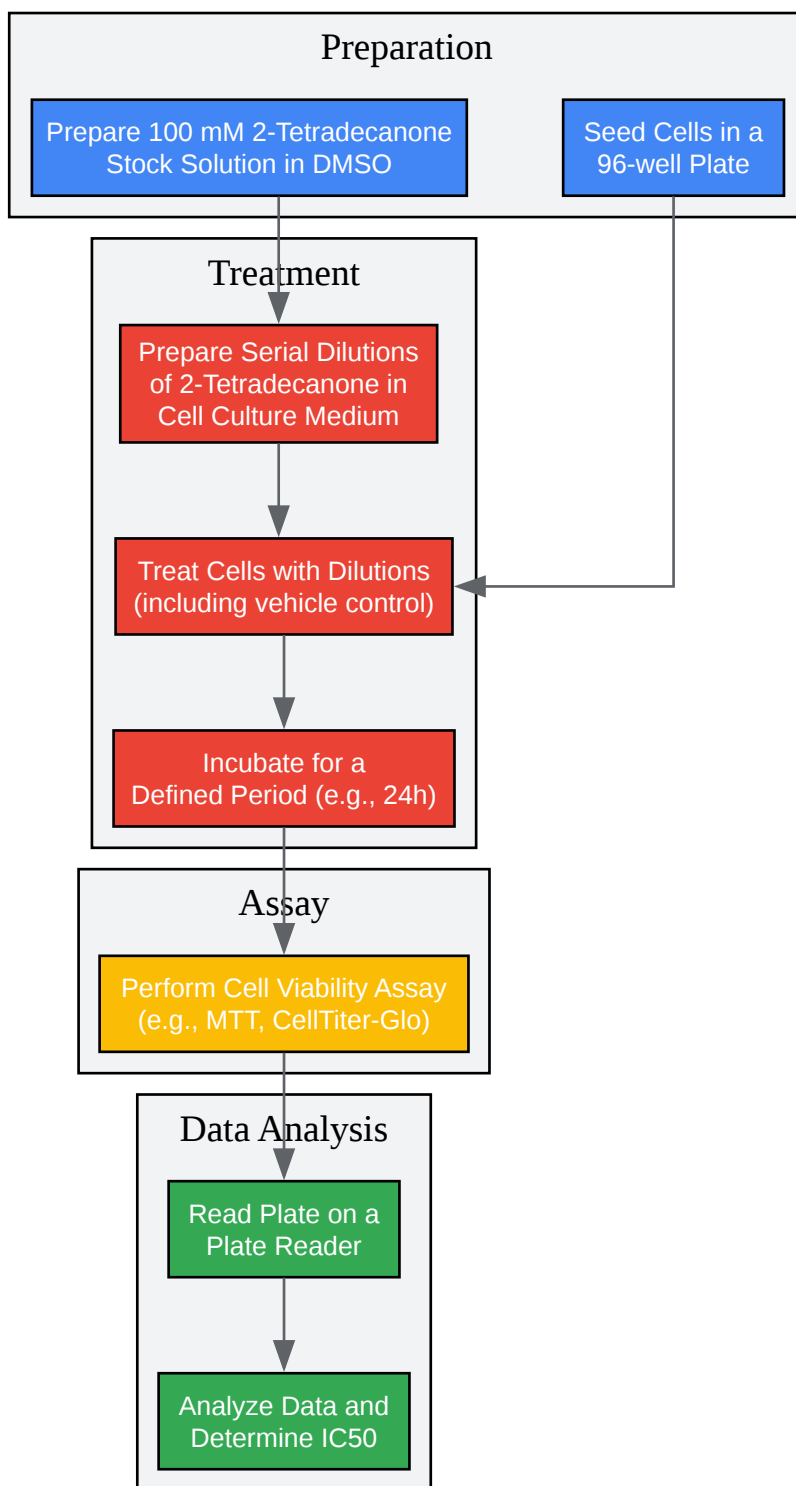 Preparation
Prepare 100 mM 2-Tetradecanone
Stock Solution in DMSO
Seed Cells in a
96-well Plate
Treatment
Prepare Serial Dilutions
of 2-Tetradecanone in
Cell Culture Medium
Treat Cells with Dilutions
(including vehicle control)
Incubate for a
Defined Period (e.g., 24h)
Assay
Perform Cell Viability Assay
(e.g., MTT, CellTiter-Glo)
Data Analysis
Read Plate on a
Plate Reader
Analyze Data and
Determine IC50